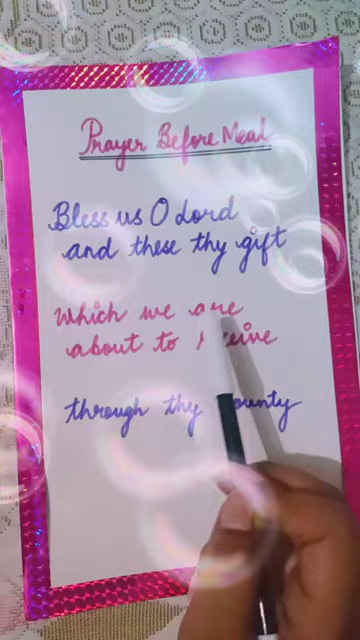 Prayer Before Meal
Bless us O Lord
and these thy gift
which we are
about to
through thy